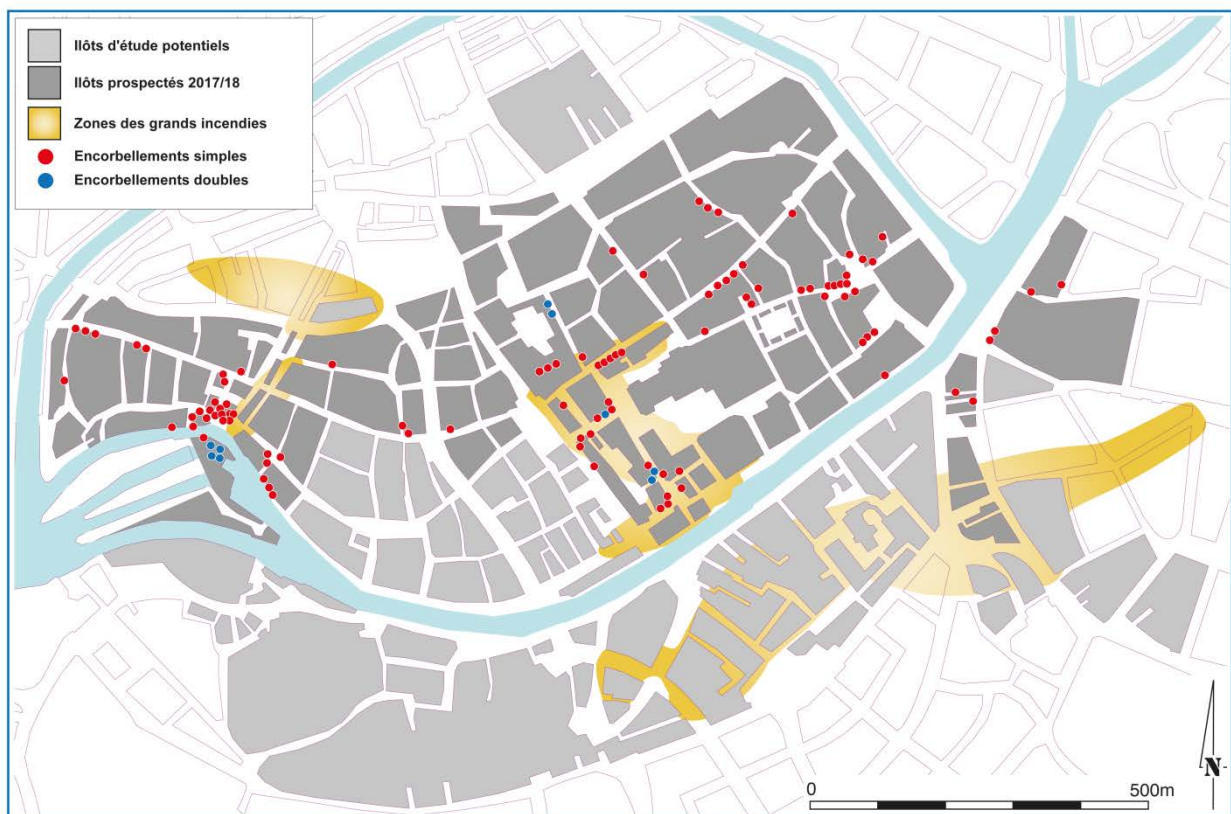 Ilôts d'étude potentiels
Ilôts prospectés 2017/18
Zones des grands incendies
Encorbellements simples
Encorbellements doubles
N
0 500m